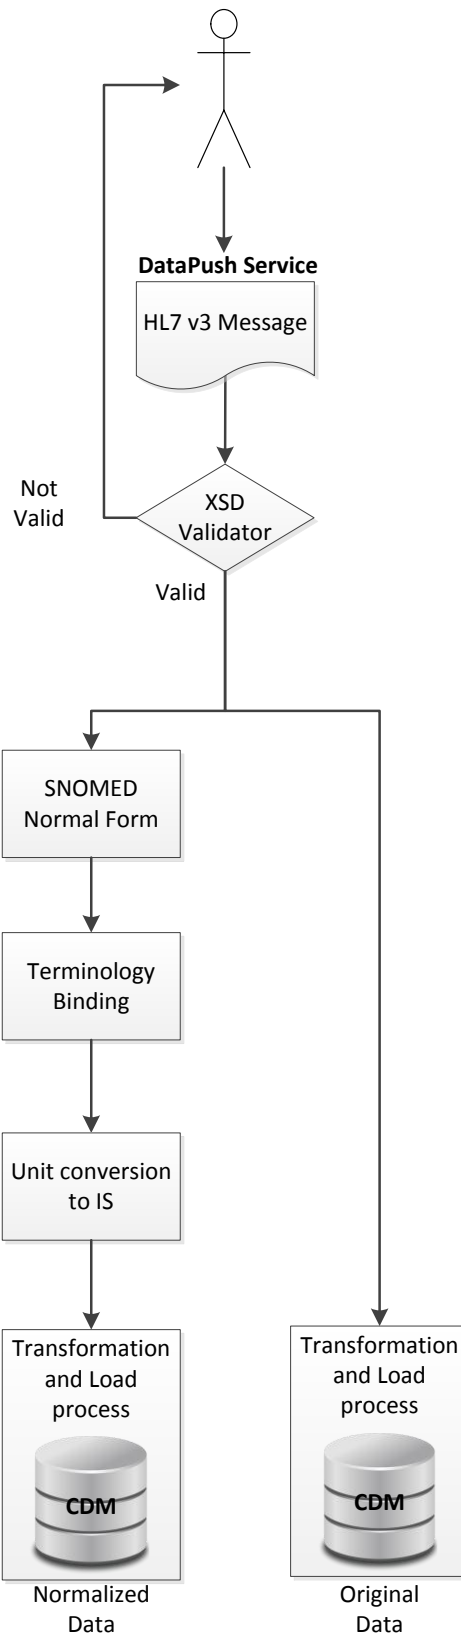 DataPush Service
HL7 v3 Message
XSD
Validator
Not
Valid
Valid
SNOMED
Normal Form
Terminology
Binding
Unit conversion
to IS
Transformation
and Load
process
CDM
Normalized
Data
Transformation
and Load
process
CDM
Original
Data